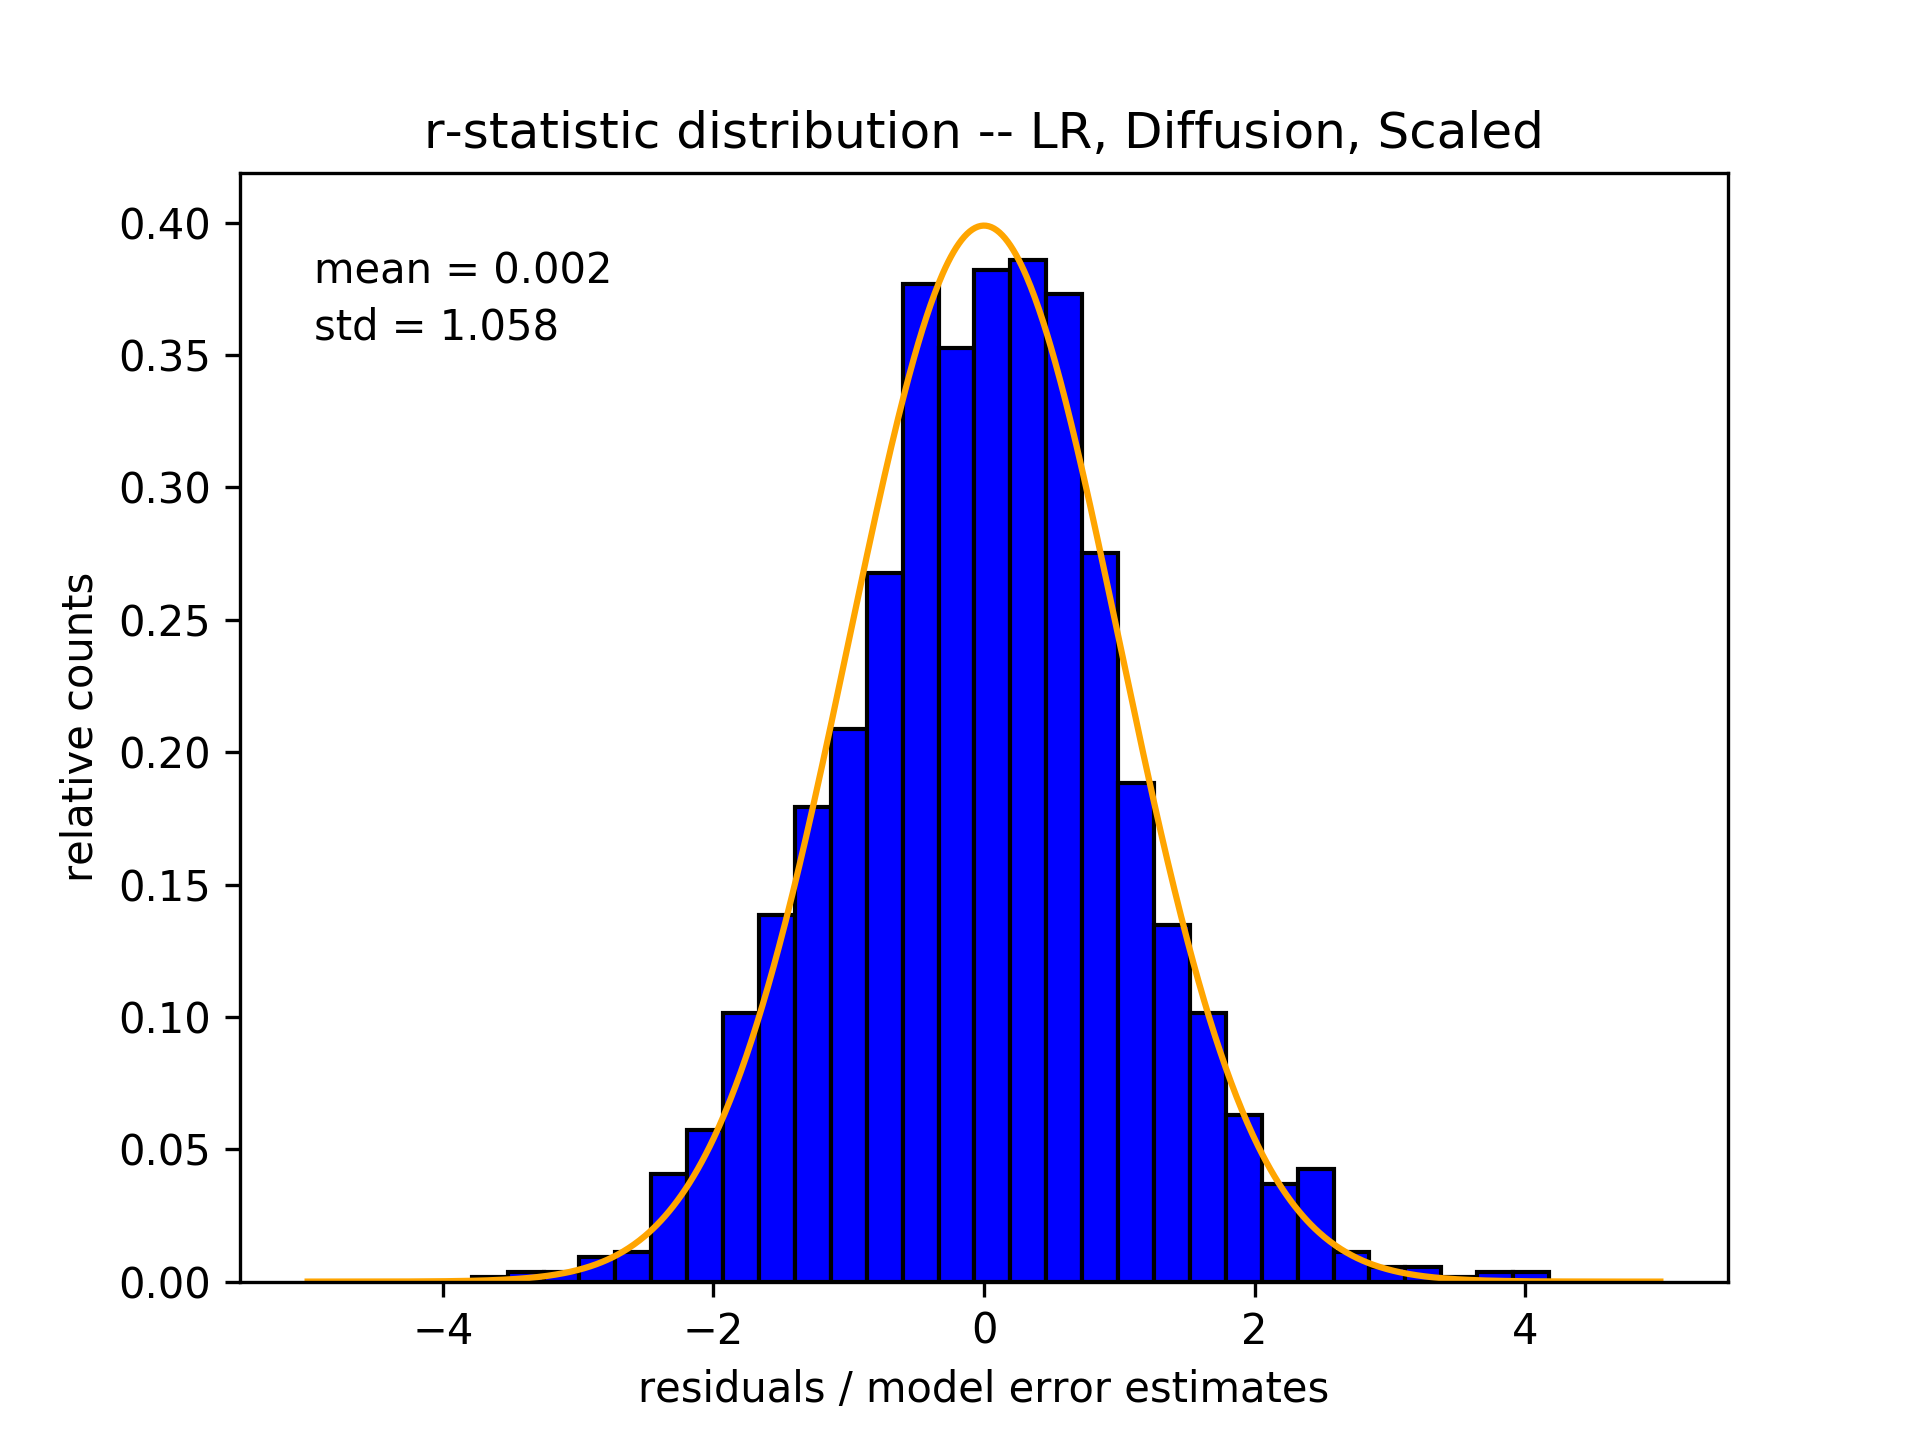 r-statistic distribution -- LR, Diffusion, Scaled
mean = 0.002
std = 1.058
0.40
0.35
0.30
0.25
0.20
0.15
0.10
0.05
0.00
relative counts
−4 −2 0 2 4
residuals / model error estimates